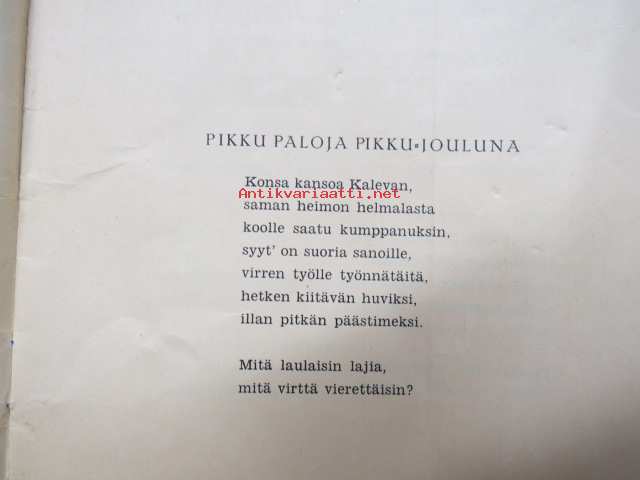 PIKKU PALOJA PIKKU-JOULUNA
Konsa kansoa Kalevan,
Antikvariaatti.net
saman heimon helmalasta
koolle saatu kumppanuksin,
syyt' on suoria sanoille,
virren työlle työnnätäitä,
hetken kiitävän huviksi,
illan pitkän päästimeksi.
Mitä laulaisin lajia,
mitä virttä vierettäisin?